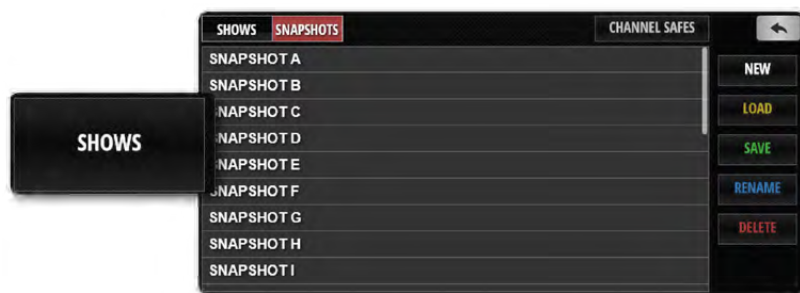 SHOWS SNAPSHOTS CHANNEL SAFES
SNAPSHOT A
NEW
SNAPSHOT B
SNAPSHOT C
LOAD
SHOWS
SNAPSHOT D
SAVE
SNAPSHOT E
SNAPSHOT F
RENAME
SNAPSHOT G
DELETE
SNAPSHOT H
SNAPSHOT I